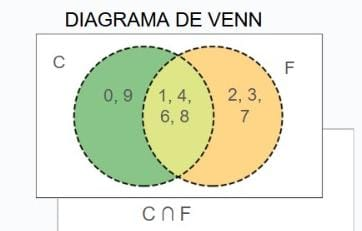 DIAGRAMA DE VENN
C
F
0, 9
1, 4,
6, 8
2, 3,
7
C ∩ F